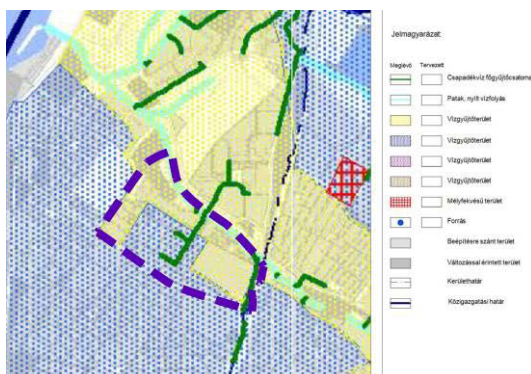 Jelmagyarázat:
Meglévő Tervezett
Csapadékvíz főgyűjtőcsatorna
Patak, nyílt vízfolyás
Vízgyűjtőterület
Vízgyűjtőterület
Vízgyűjtőterület
Vízgyűjtőterület
Mélyfekvésű terület
Forrás
Beépítésre szánt terület
Változással érintett terület
Kerülethatár
Közigazgatási határ